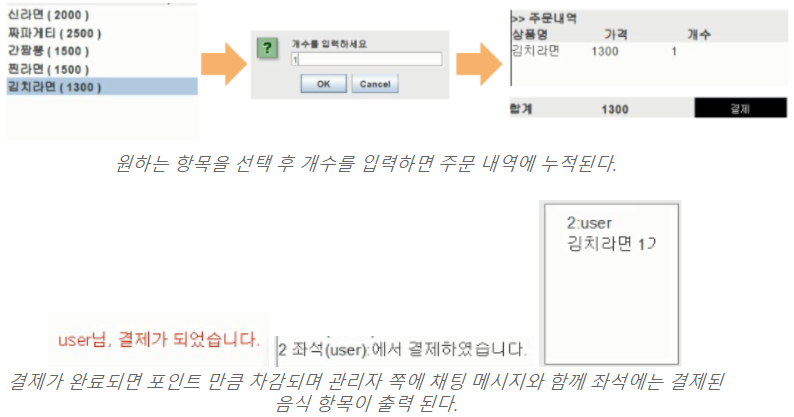 신라면 ( 2000 )
짜파게티 ( 2500 )
간짬뽕 ( 1500 )
찐라면 ( 1500 )
김치라면 ( 1300 )
?
개수를 입력하세요
1
OK Cancel
>> 주문내역
상품명 가격 개수
김치라면 1300 1
합계 1300 결제
원하는 항목을 선택 후 개수를 입력하면 주문 내역에 누적된다.
2:user
김치라면 1
user님, 결제가 되었습니다.
2 좌석(user):에서 결제하였습니다.
결제가 완료되면 포인트 만큼 차감되며 관리자 쪽에 채팅 메시지와 함께 좌석에는 결제된
음식 항목이 출력 된다.